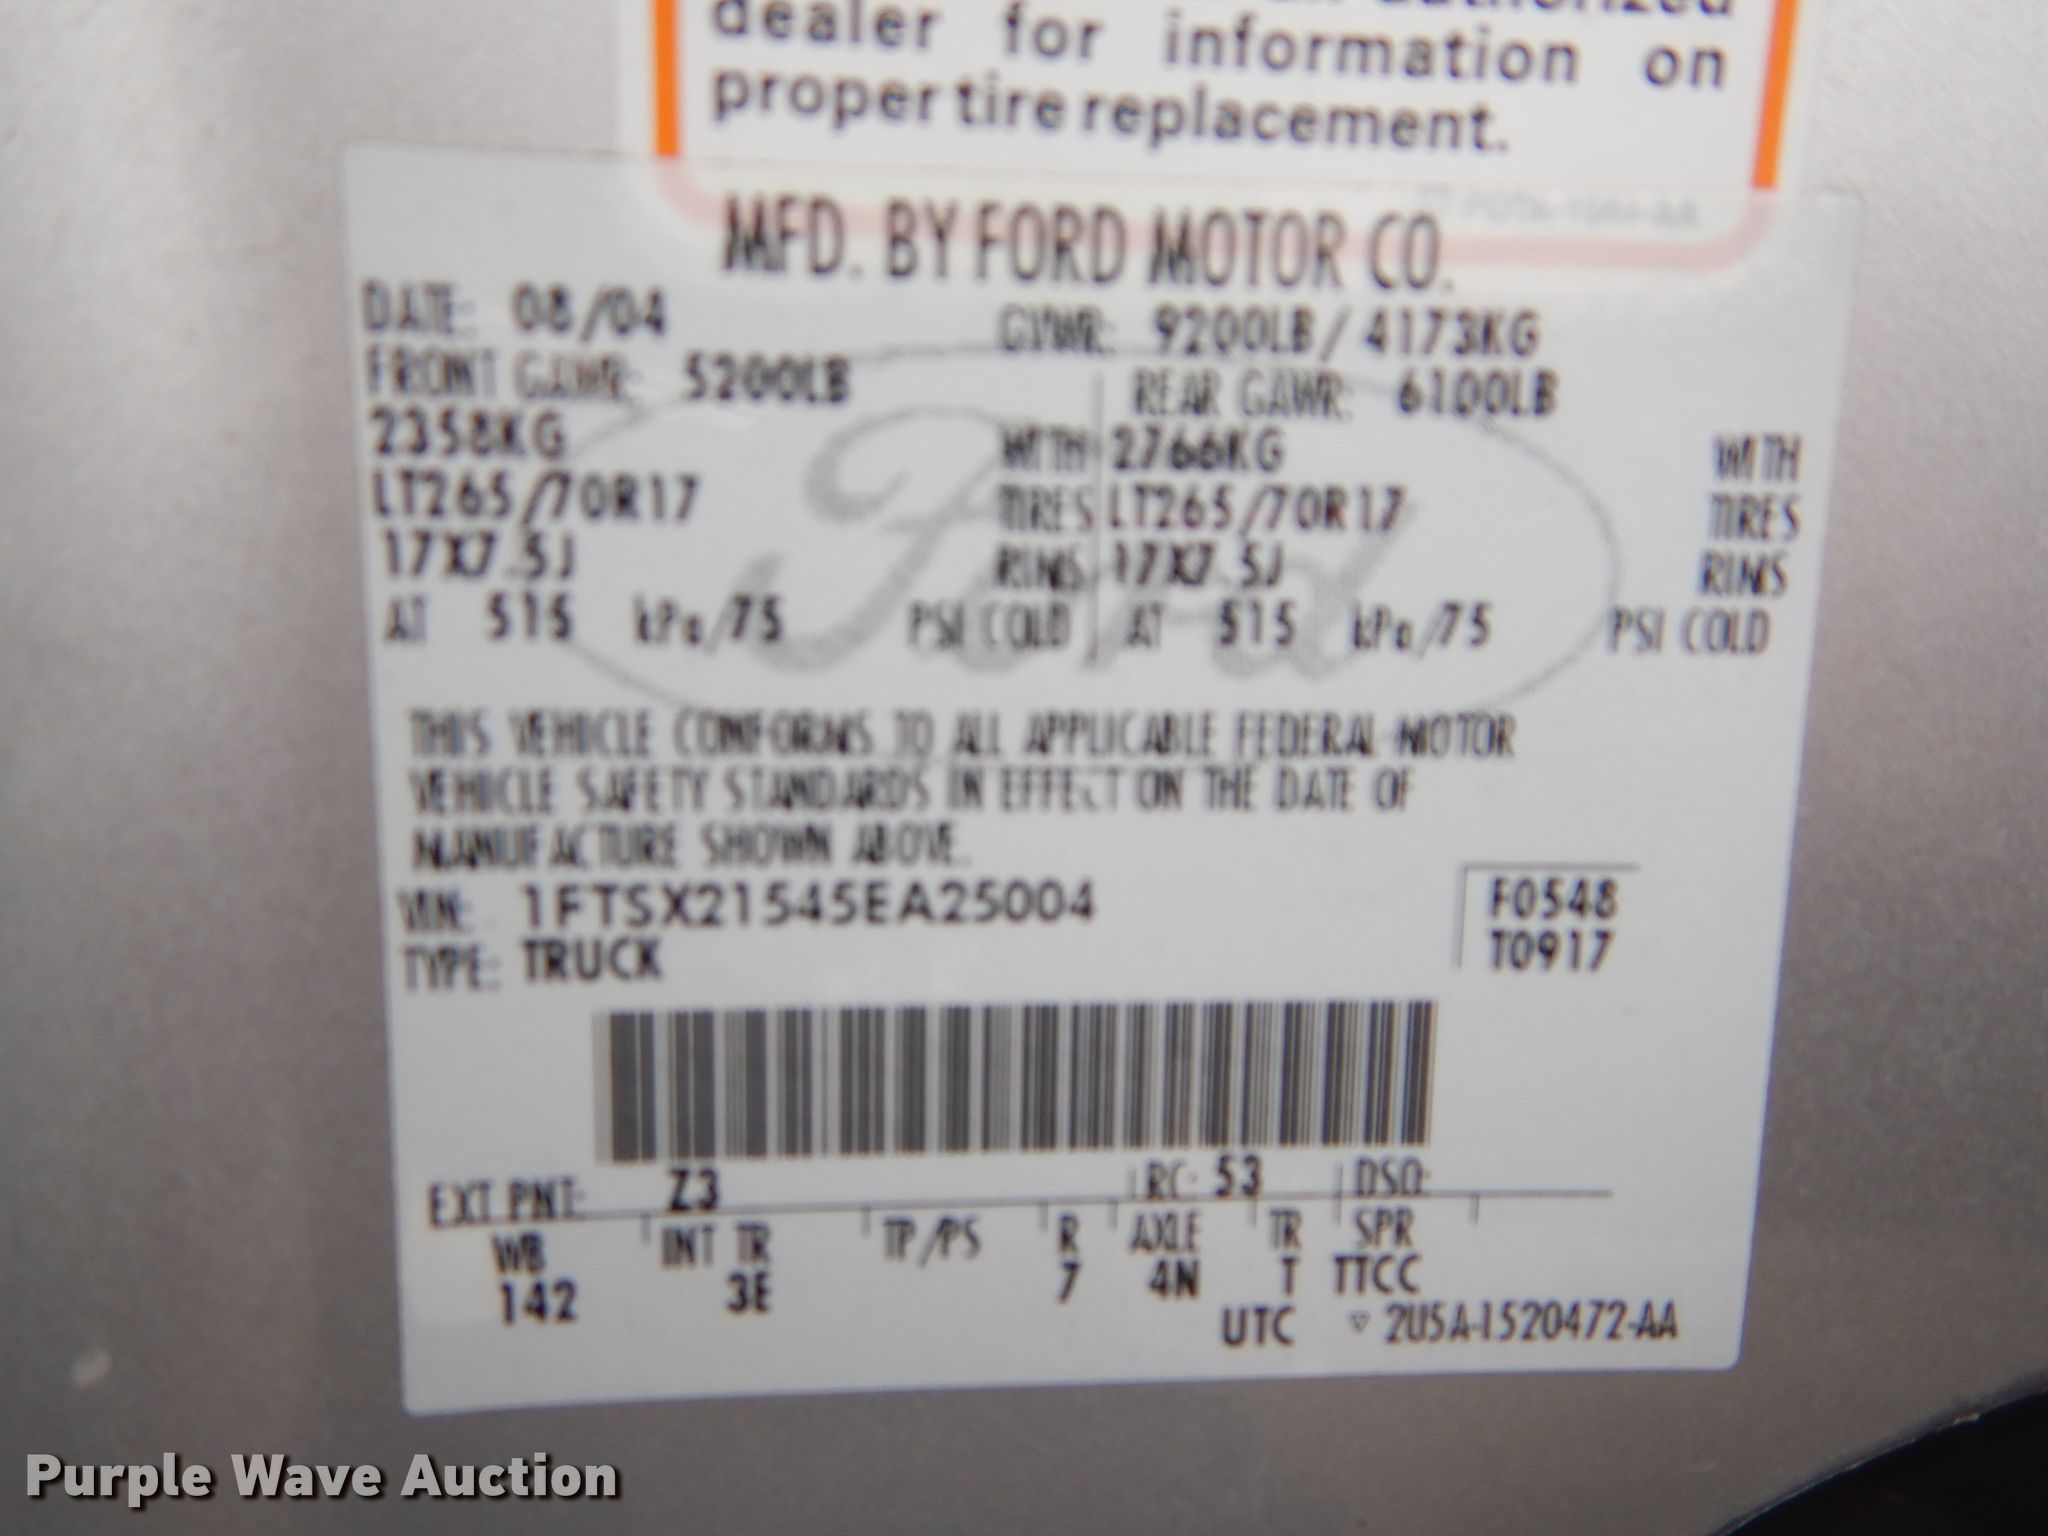 dealer for information on
proper tire replacement.
MFD. BY FORD MOTOR CO.
DATE: 08/04 GVWR: 9200LB / 4173KG
FRONT GAWR: 5200LB REAR GAWR: 6100LB
2358KG WITH 2766KG WITH
LT265/70R17 TIRES LT265/70R17 TIRES
17X7.5J RIMS 17X7.5J RIMS
AT 515 kPa/75 PSI COLD AT 515 kPa/75 PSI COLD
Ford
THIS VEHICLE CONFORMS TO ALL APPLICABLE FEDERAL MOTOR
VEHICLE SAFETY STANDARDS IN EFFECT ON THE DATE OF
MANUFACTURE SHOWN ABOVE.
VIN: 1FTSX21545EA25004 F0548
TYPE: TRUCK T0917
EXT PNT: Z3 RC: 53 DSO:
WB INT TR TP/PS R AXLE TR SPR
142 3E 7 4N T TTCC
UTC ▽ 2U5A-1520472-AA
Purple Wave Auction